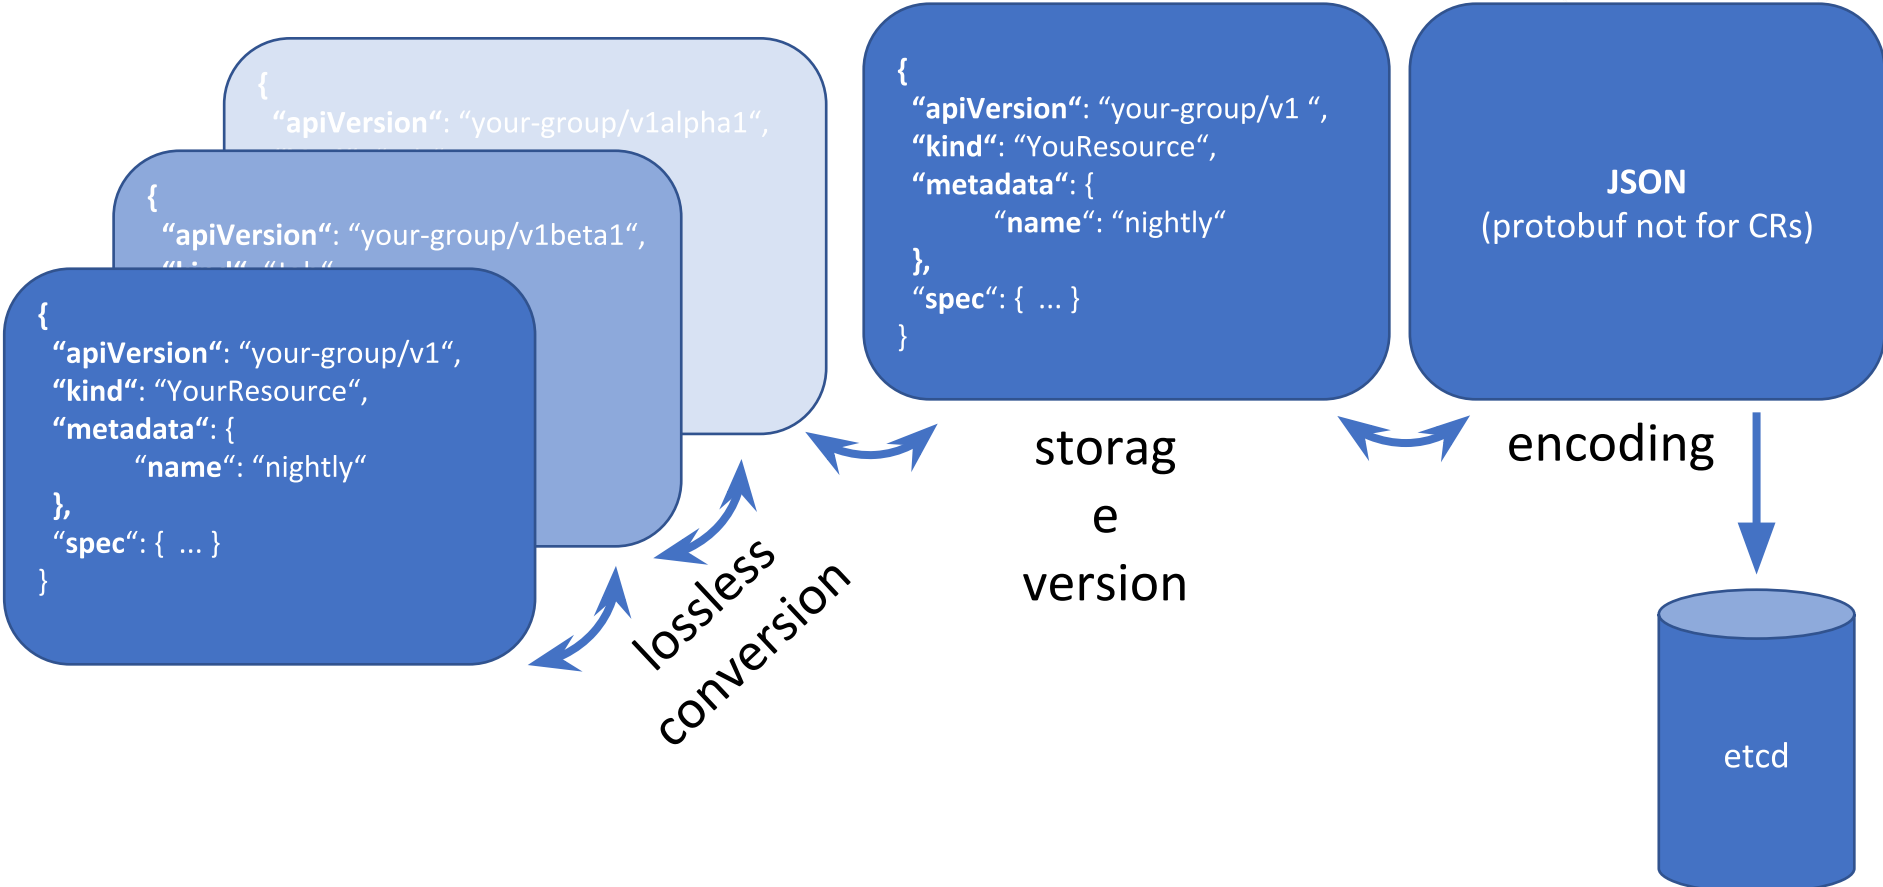 {
“apiVersion“: “your-group/v1alpha1“,
{
“apiVersion“: “your-group/v1beta1“,
{
“apiVersion“: “your-group/v1“,
“kind“: “YourResource“,
“metadata“: {
“name“: “nightly“
},
“spec“: { ... }
}
lossless
conversion
{
“apiVersion“: “your-group/v1 “,
“kind“: “YouResource“,
“metadata“: {
“name“: “nightly“
},
“spec“: { ... }
}
storag
e
version
JSON
(protobuf not for CRs)
encoding
etcd